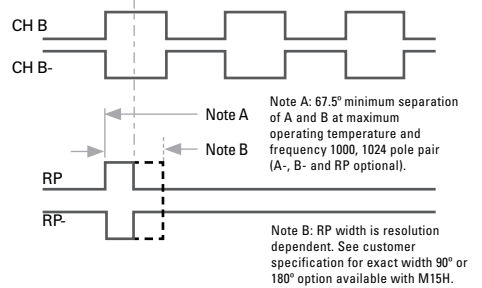 CH B
CH B-
Note A
Note B
RP
RP-
Note A: 67.5º minimum separation
of A and B at maximum
operating temperature and
frequency 1000, 1024 pole pair
(A-, B- and RP optional).
Note B: RP width is resolution
dependent. See customer
specification for exact width 90º or
180º option available with M15H.